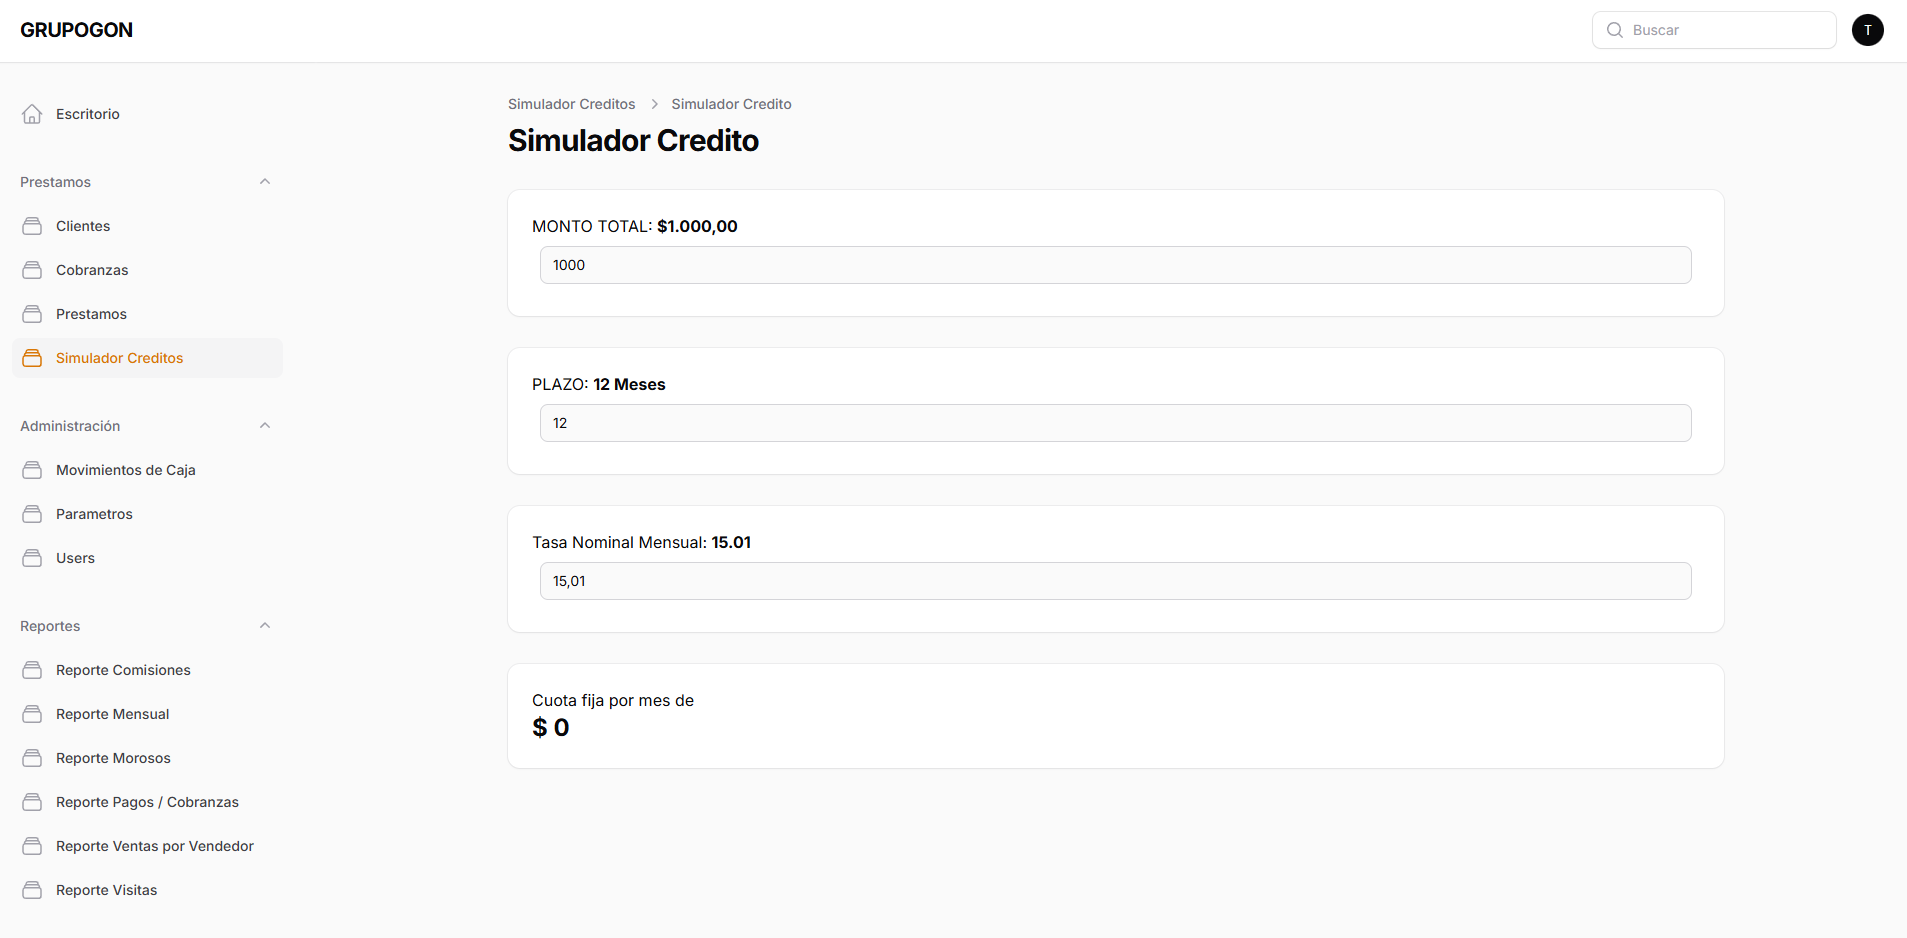 GRUPOGON
Buscar
T
Escritorio
Prestamos
Clientes
Cobranzas
Prestamos
Simulador Creditos
Administración
Movimientos de Caja
Parametros
Users
Reportes
Reporte Comisiones
Reporte Mensual
Reporte Morosos
Reporte Pagos / Cobranzas
Reporte Ventas por Vendedor
Reporte Visitas
Simulador Creditos > Simulador Credito
Simulador Credito
MONTO TOTAL: $1.000,00
1000
PLAZO: 12 Meses
12
Tasa Nominal Mensual: 15.01
15,01
Cuota fija por mes de
$ 0